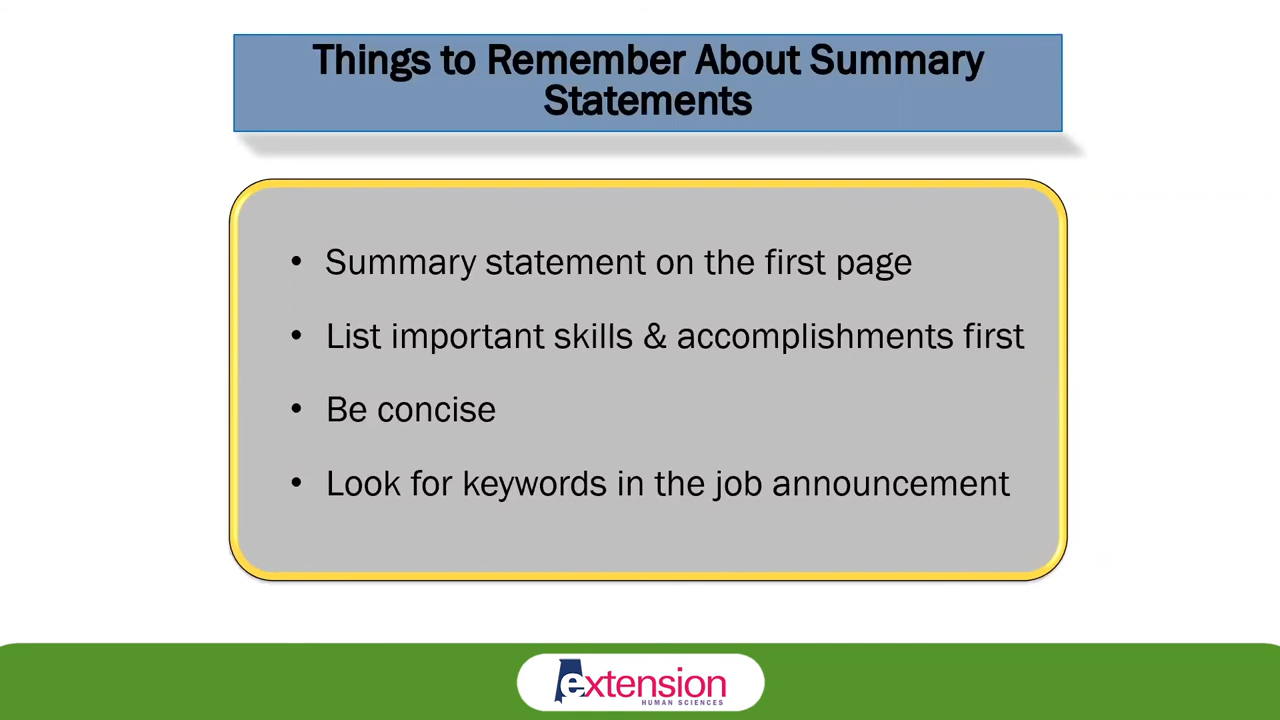 Things to Remember About Summary
Statements
• Summary statement on the first page
• List important skills & accomplishments first
• Be concise
• Look for keywords in the job announcement
extension
HUMAN SCIENCES